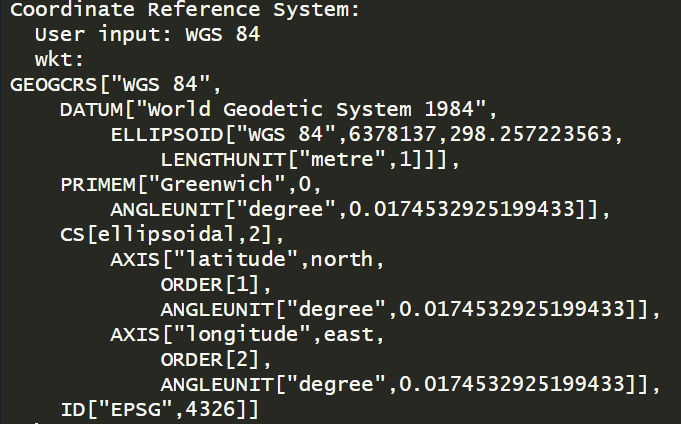 Coordinate Reference System:
  User input: WGS 84
  wkt:
GEOGCRS["WGS 84",
    DATUM["World Geodetic System 1984",
        ELLIPSOID["WGS 84",6378137,298.257223563,
            LENGTHUNIT["metre",1]]],
    PRIMEM["Greenwich",0,
        ANGLEUNIT["degree",0.0174532925199433]],
    CS[ellipsoidal,2],
        AXIS["latitude",north,
            ORDER[1],
            ANGLEUNIT["degree",0.0174532925199433]],
        AXIS["longitude",east,
            ORDER[2],
            ANGLEUNIT["degree",0.0174532925199433]],
    ID["EPSG",4326]]